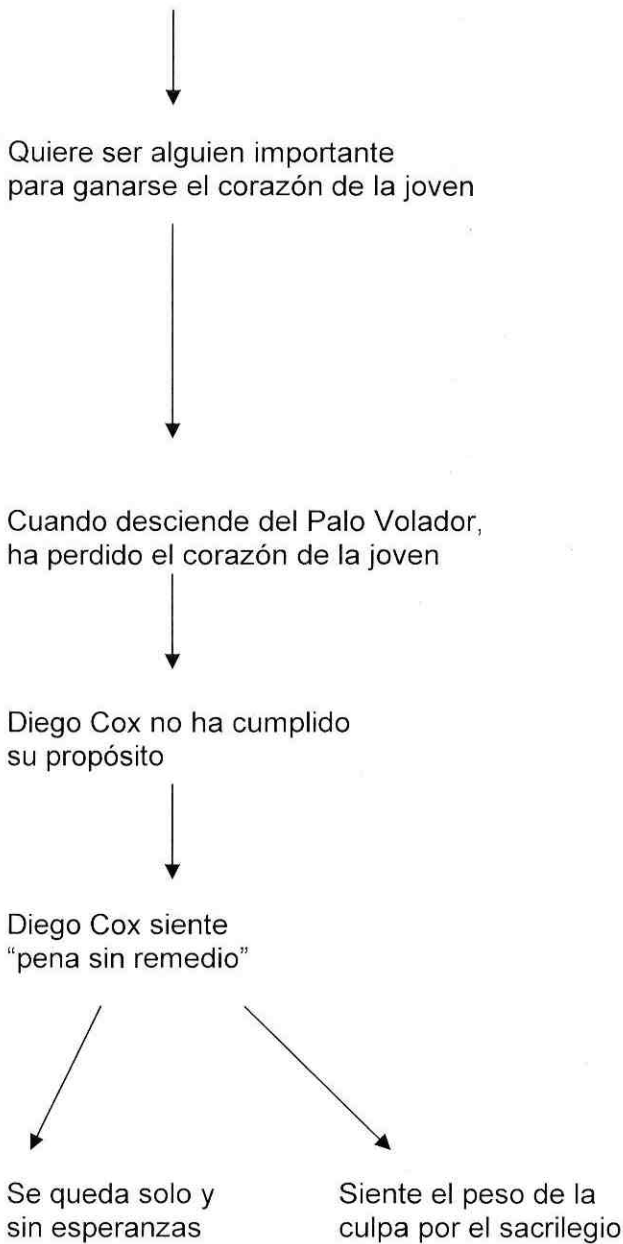 Quiere ser alguien importante
para ganarse el corazón de la joven
Cuando desciende del Palo Volador,
ha perdido el corazón de la joven
Diego Cox no ha cumplido
su propósito
Diego Cox siente
“pena sin remedio”
Se queda solo y
sin esperanzas
Siente el peso de la
culpa por el sacrilegio